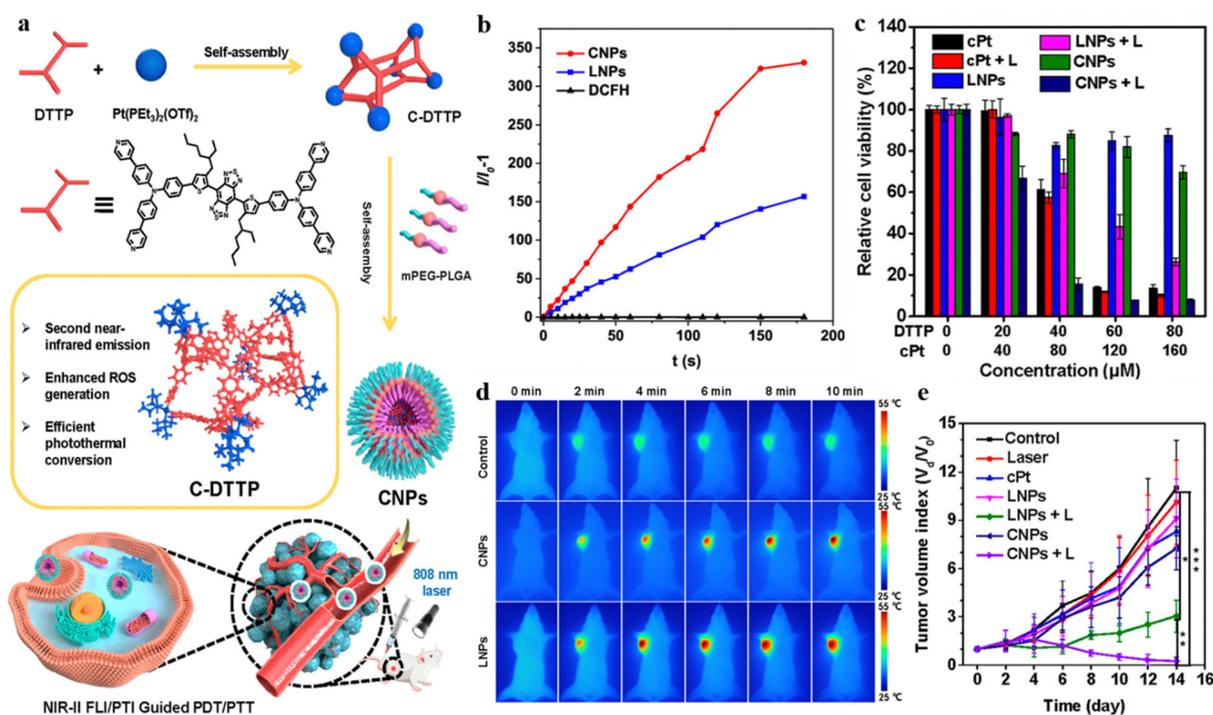 a
Self-assembly
+
DTTP
Pt(PEt₃)₂(OTf)₂
C-DTTP
≡
Self-assembly
mPEG-PLGA
➢ Second near-
infrared emission
➢ Enhanced ROS
generation
➢ Efficient
photothermal
conversion
C-DTTP
CNPs
808 nm
laser
NIR-II FLI/PTI Guided PDT/PTT
b
CNPs
LNPs
DCFH
I/I₀-1
350
300
250
200
150
100
50
0
0 50 100 150 200
t (s)
c
cPt
cPt + L
LNPs
LNPs + L
CNPs
CNPs + L
Relative cell viability (%)
140
120
100
80
60
40
20
0
DTTP 0 20 40 60 80
cPt 0 40 80 120 160
Concentration (μM)
d
0 min 2 min 4 min 6 min 8 min 10 min
Control
CNPs
LNPs
55 ℃
25 ℃
55 ℃
25 ℃
55 ℃
25 ℃
e
Control
Laser
cPt
LNPs
LNPs + L
CNPs
CNPs + L
Tumor volume index (V_d/V₀)
15
12
9
6
3
0
0 2 4 6 8 10 12 14 16
Time (day)
*
***
**